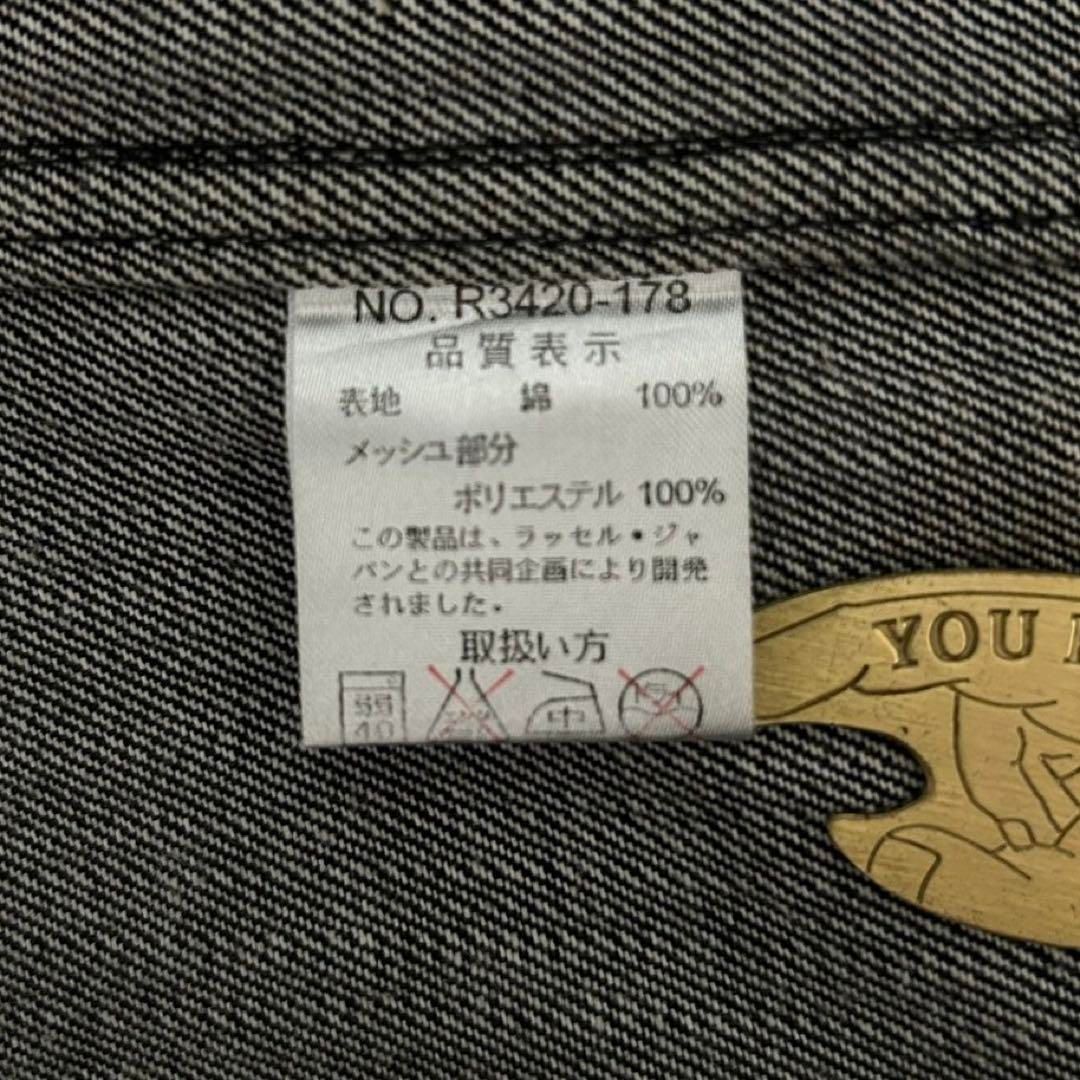 NO. R3420-178
品質表示
表地 綿 100%
メッシュ部分
ポリエステル 100%
この製品は、ラッセル・ジャ
パンとの共同企画により開発
されました.
取扱い方
弱
40
中
YOU